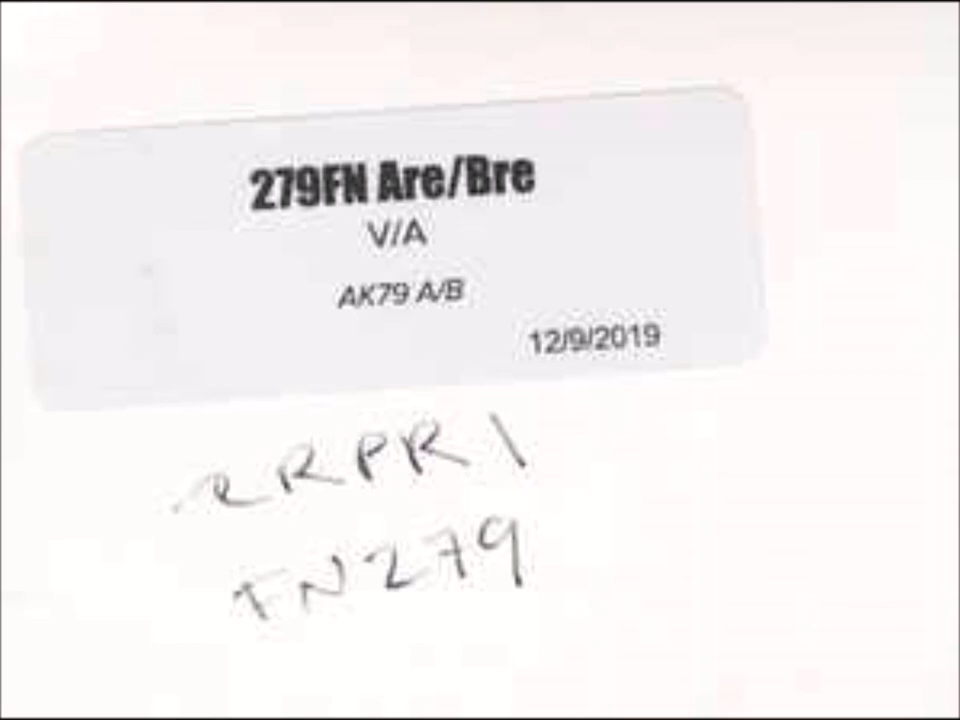 279FN Are/Bre
V/A
AK79 A/B
12/9/2019
RRPR1
FN279